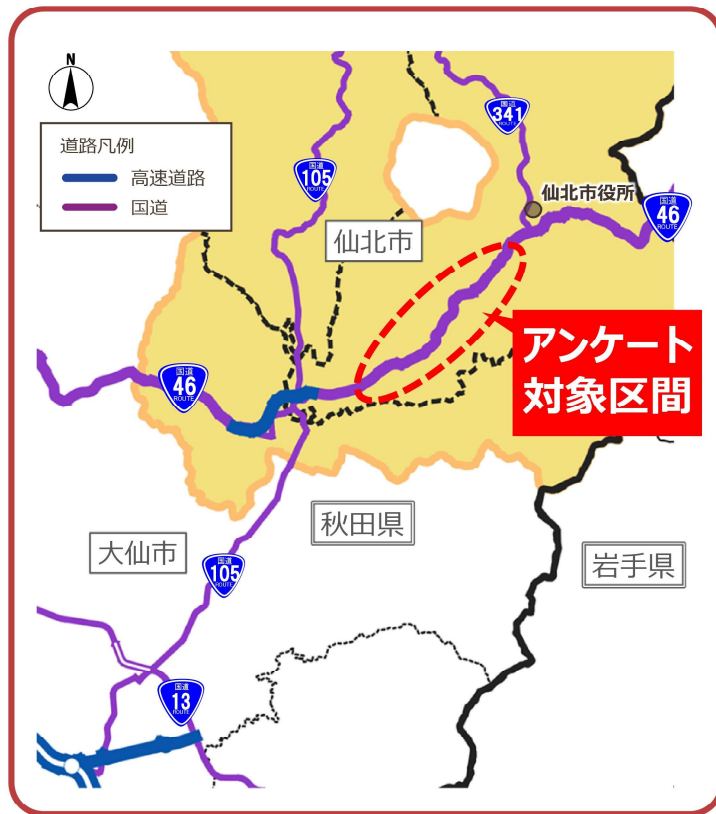 N
道路凡例
高速道路
国道
国道
341
ROUTE
国道
105
ROUTE
仙北市役所
国道
46
ROUTE
仙北市
アンケート
対象区間
国道
46
ROUTE
秋田県
大仙市
岩手県
国道
105
ROUTE
国道
13
ROUTE